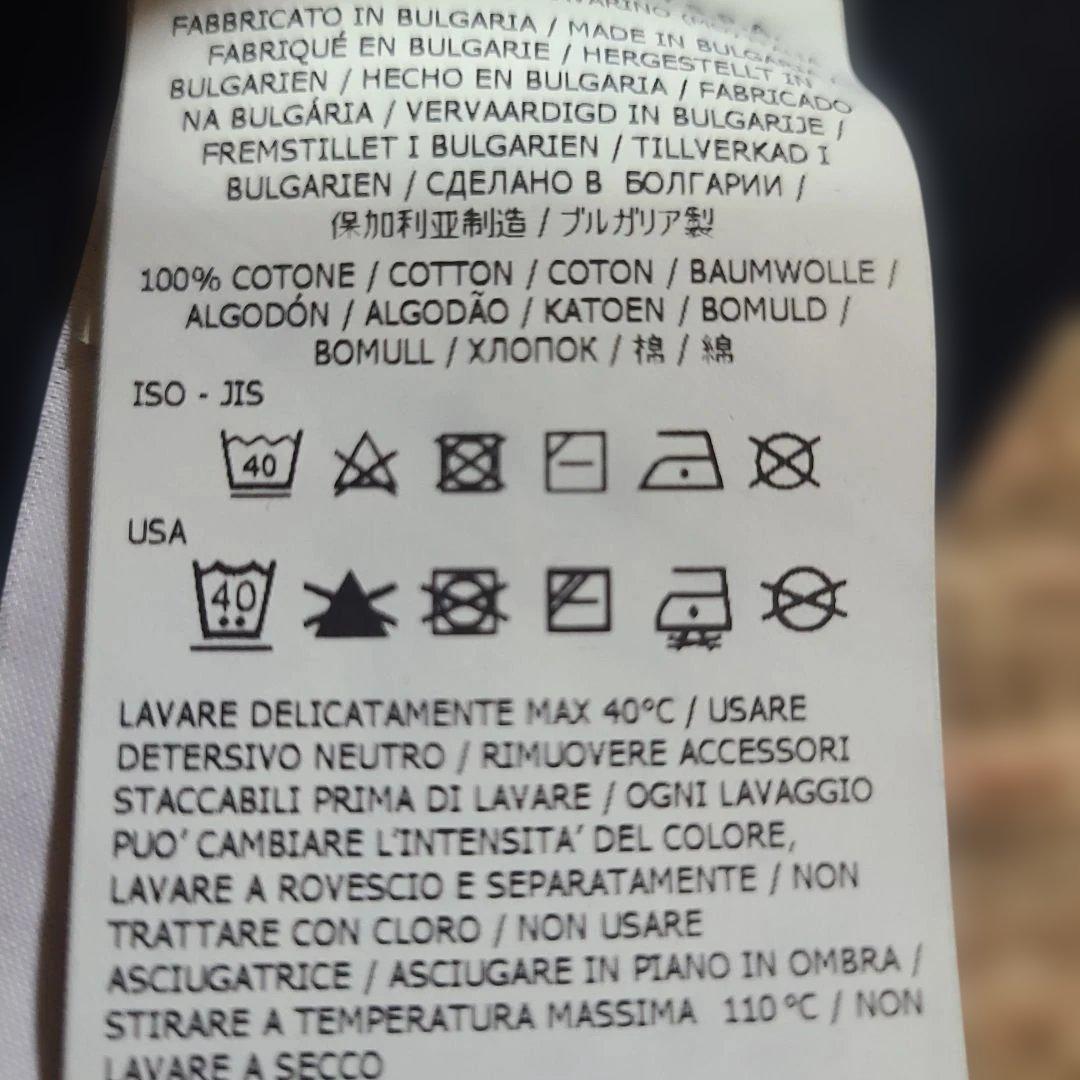 FABBRICATO IN BULGARIA / MADE IN BULGARIA
FABRIQUÉ EN BULGARIE / HERGESTELLT IN
BULGARIEN / HECHO EN BULGARIA / FABRICADO
NA BULGÁRIA / VERVAARDIGD IN BULGARIJE /
FREMSTILLET I BULGARIEN / TILLVERKAD I
BULGARIEN / СДЕЛАНО В БОЛГАРИИ /
保加利亚制造 / ブルガリア製
100% COTONE / COTTON / COTON / BAUMWOLLE /
ALGODÓN / ALGODÃO / KATOEN / BOMULD /
BOMULL / ХЛОПОК / 棉 / 綿
ISO - JIS
40
USA
40
LAVARE DELICATAMENTE MAX 40°C / USARE
DETERSIVO NEUTRO / RIMUOVERE ACCESSORI
STACCABILI PRIMA DI LAVARE / OGNI LAVAGGIO
PUO' CAMBIARE L'INTENSITA' DEL COLORE,
LAVARE A ROVESCIO E SEPARATAMENTE / NON
TRATTARE CON CLORO / NON USARE
ASCIUGATRICE / ASCIUGARE IN PIANO IN OMBRA /
STIRARE A TEMPERATURA MASSIMA 110°C / NON
LAVARE A SECCO